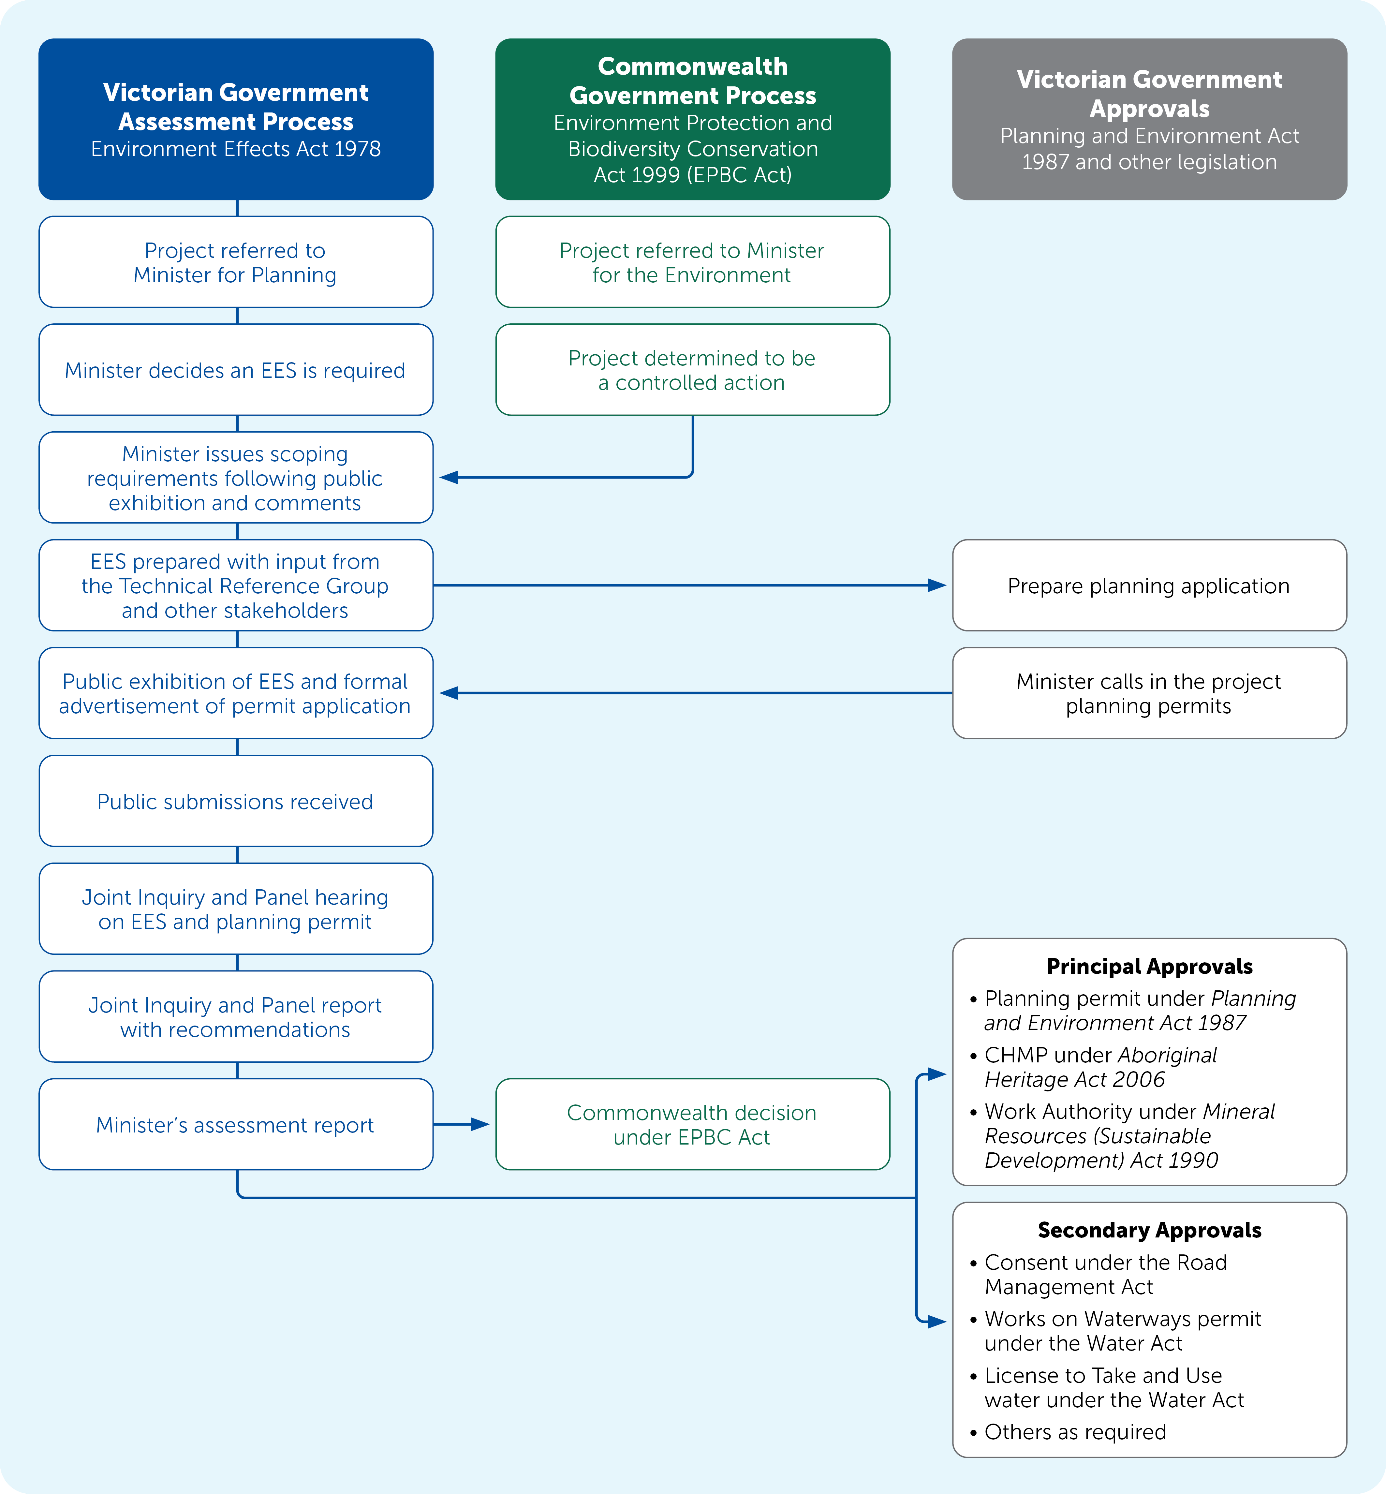 Victorian Government
Assessment Process
Environment Effects Act 1978
Commonwealth
Government Process
Environment Protection and
Biodiversity Conservation
Act 1999 (EPBC Act)
Victorian Government
Approvals
Planning and Environment Act
1987 and other legislation
Project referred to
Minister for Planning
Project referred to Minister
for the Environment
Minister decides an EES is required
Project determined to be
a controlled action
Minister issues scoping
requirements following public
exhibition and comments
EES prepared with input from
the Technical Reference Group
and other stakeholders
Prepare planning application
Public exhibition of EES and formal
advertisement of permit application
Minister calls in the project
planning permits
Public submissions received
Joint Inquiry and Panel hearing
on EES and planning permit
Joint Inquiry and Panel report
with recommendations
Minister’s assessment report
Commonwealth decision
under EPBC Act
Principal Approvals
• Planning permit under Planning
and Environment Act 1987
• CHMP under Aboriginal
Heritage Act 2006
• Work Authority under Mineral
Resources (Sustainable
Development) Act 1990
Secondary Approvals
• Consent under the Road
Management Act
• Works on Waterways permit
under the Water Act
• License to Take and Use
water under the Water Act
• Others as required